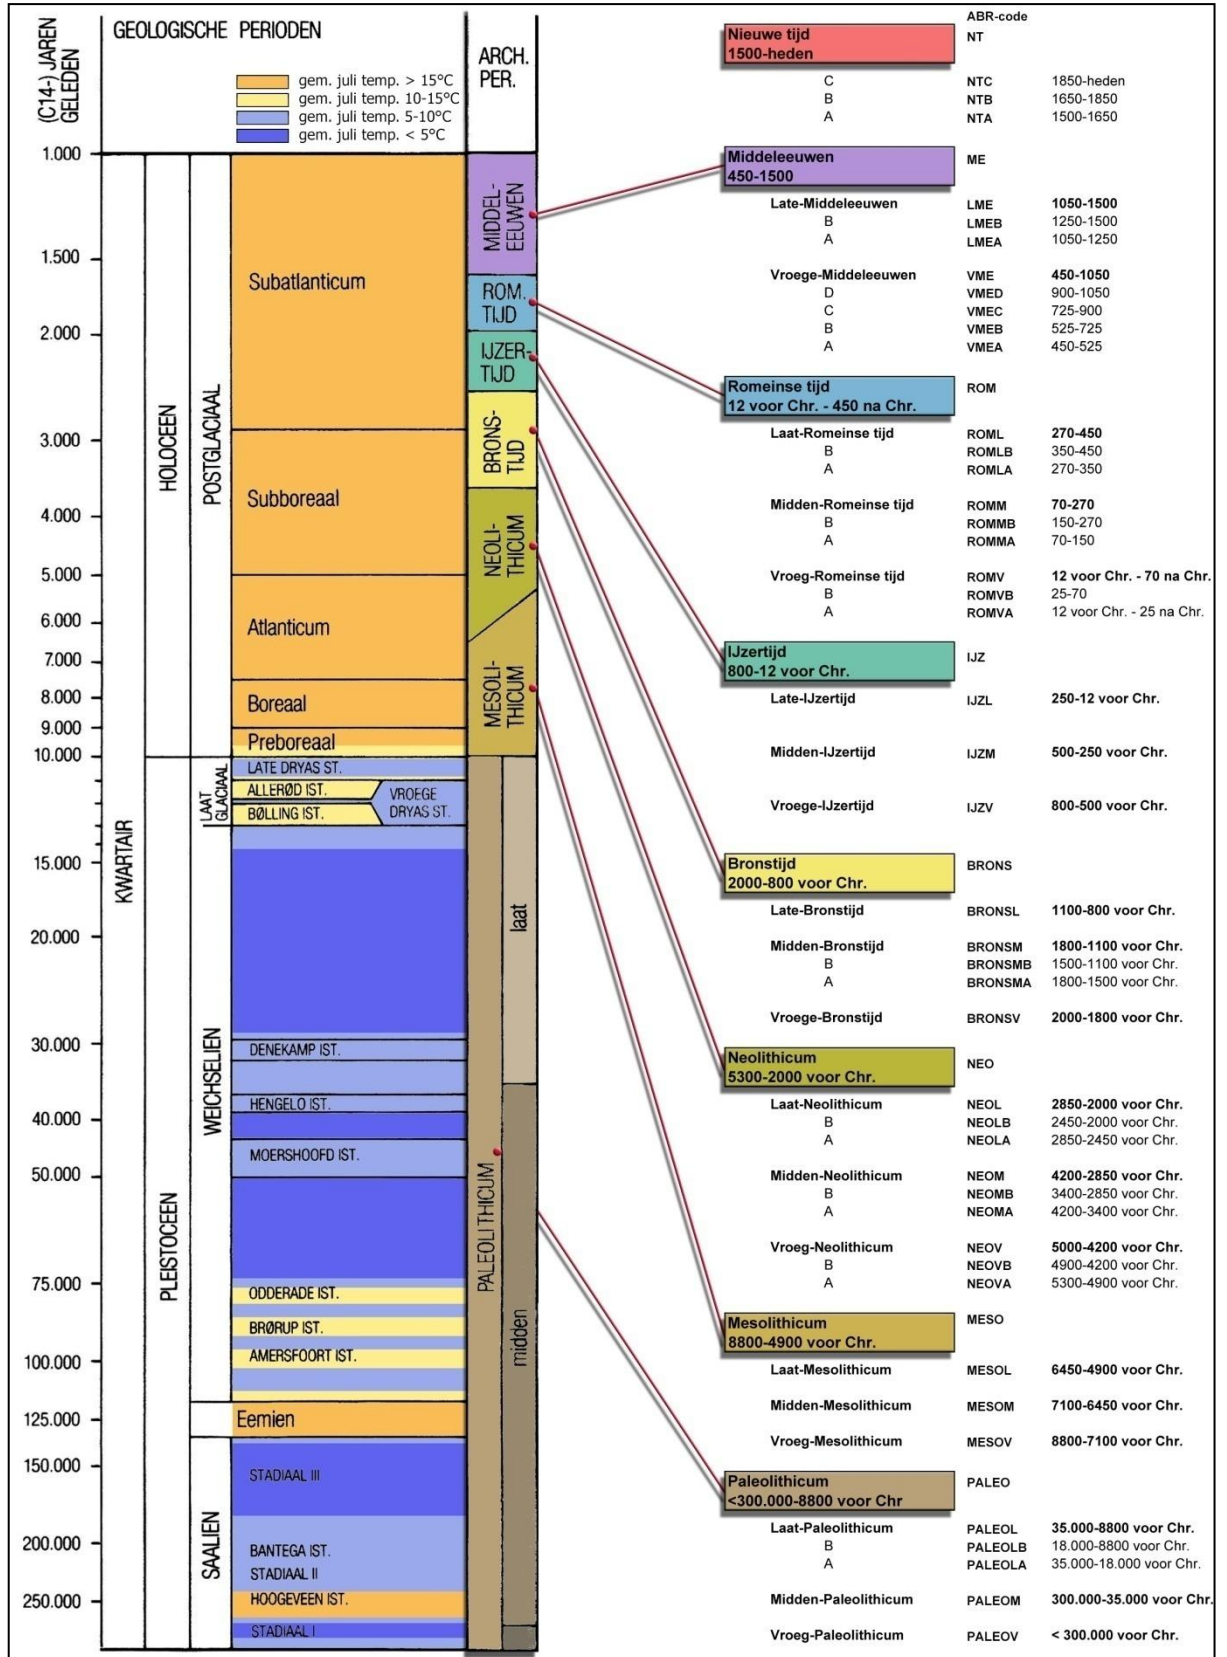 (C14-) JAREN
GELEDEN
GEOLOGISCHE PERIODEN
gem. juli temp. > 15°C
gem. juli temp. 10-15°C
gem. juli temp. 5-10°C
gem. juli temp. < 5°C
ARCH.
PER.
1.000
1.500
2.000
3.000
4.000
5.000
6.000
7.000
8.000
9.000
10.000
15.000
20.000
30.000
40.000
50.000
75.000
100.000
125.000
150.000
200.000
250.000
KWARTAIR
HOLOCEEN
PLEISTOCEEN
POSTGLACIAAL
LAAT
GLACIAAL
WEICHSELIEN
SAALIEN
Subatlanticum
Subboreaal
Atlanticum
Boreaal
Preboreaal
LATE DRYAS ST.
ALLERØD IST.
VROEGE
DRYAS ST.
BØLLING IST.
DENEKAMP IST.
HENGELO IST.
MOERSHOOFD IST.
ODDERADE IST.
BRØRUP IST.
AMERSFOORT IST.
Eemien
STADIAAL III
BANTEGA IST.
STADIAAL II
HOOGEVEEN IST.
STADIAAL I
MIDDEL-
EEUWEN
ROM.
TIJD
IJZER-
TIJD
BRONS-
TIJD
NEOLI-
THICUM
MESOLI-
THICUM
PALEOLITHICUM
laat
midden
ABR-code
Nieuwe tijd NT
1500-heden
C NTC 1850-heden
B NTB 1650-1850
A NTA 1500-1650
Middeleeuwen ME
450-1500
Late-Middeleeuwen LME 1050-1500
B LMEB 1250-1500
A LMEA 1050-1250
Vroege-Middeleeuwen VME 450-1050
D VMED 900-1050
C VMEC 725-900
B VMEB 525-725
A VMEA 450-525
Romeinse tijd ROM
12 voor Chr. - 450 na Chr.
Laat-Romeinse tijd ROML 270-450
B ROMLB 350-450
A ROMLA 270-350
Midden-Romeinse tijd ROMM 70-270
B ROMMB 150-270
A ROMMA 70-150
Vroeg-Romeinse tijd ROMV 12 voor Chr. - 70 na Chr.
B ROMVB 25-70
A ROMVA 12 voor Chr. - 25 na Chr.
IJzertijd IJZ
800-12 voor Chr.
Late-IJzertijd IJZL 250-12 voor Chr.
Midden-IJzertijd IJZM 500-250 voor Chr.
Vroege-IJzertijd IJZV 800-500 voor Chr.
Bronstijd BRONS
2000-800 voor Chr.
Late-Bronstijd BRONSL 1100-800 voor Chr.
Midden-Bronstijd BRONSM 1800-1100 voor Chr.
B BRONSMB 1500-1100 voor Chr.
A BRONSMA 1800-1500 voor Chr.
Vroege-Bronstijd BRONSV 2000-1800 voor Chr.
Neolithicum NEO
5300-2000 voor Chr.
Laat-Neolithicum NEOL 2850-2000 voor Chr.
B NEOLB 2450-2000 voor Chr.
A NEOLA 2850-2450 voor Chr.
Midden-Neolithicum NEOM 4200-2850 voor Chr.
B NEOMB 3400-2850 voor Chr.
A NEOMA 4200-3400 voor Chr.
Vroeg-Neolithicum NEOV 5000-4200 voor Chr.
B NEOVB 4900-4200 voor Chr.
A NEOVA 5300-4900 voor Chr.
Mesolithicum MESO
8800-4900 voor Chr.
Laat-Mesolithicum MESOL 6450-4900 voor Chr.
Midden-Mesolithicum MESOM 7100-6450 voor Chr.
Vroeg-Mesolithicum MESOV 8800-7100 voor Chr.
Paleolithicum PALEO
<300.000-8800 voor Chr
Laat-Paleolithicum PALEOL 35.000-8800 voor Chr.
B PALEOLB 18.000-8800 voor Chr.
A PALEOLA 35.000-18.000 voor Chr.
Midden-Paleolithicum PALEOM 300.000-35.000 voor Chr.
Vroeg-Paleolithicum PALEOV < 300.000 voor Chr.